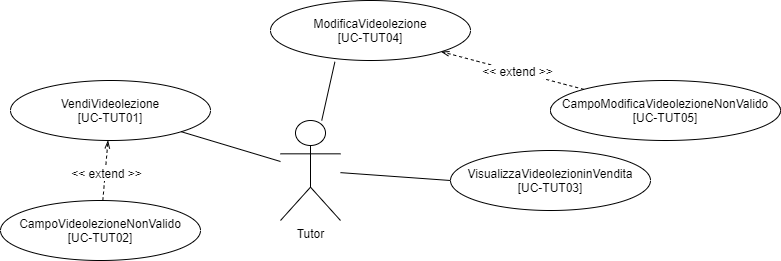 ModificaVideolezione
[UC-TUT04]
<< extend >>
VendiVideolezione
[UC-TUT01]
CampoModificaVideolezioneNonValido
[UC-TUT05]
<< extend >>
VisualizzaVideolezioninVendita
[UC-TUT03]
CampoVideolezioneNonValido
[UC-TUT02]
Tutor